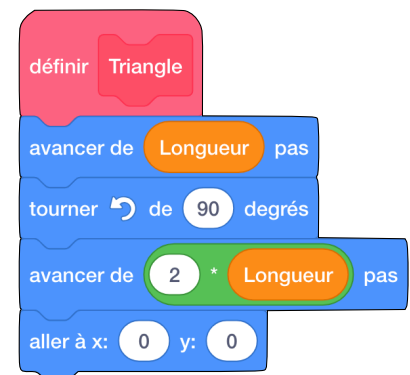 définir Triangle
avancer de Longueur pas
tourner de 90 degrés
avancer de 2 * Longueur pas
aller à x: 0 y: 0